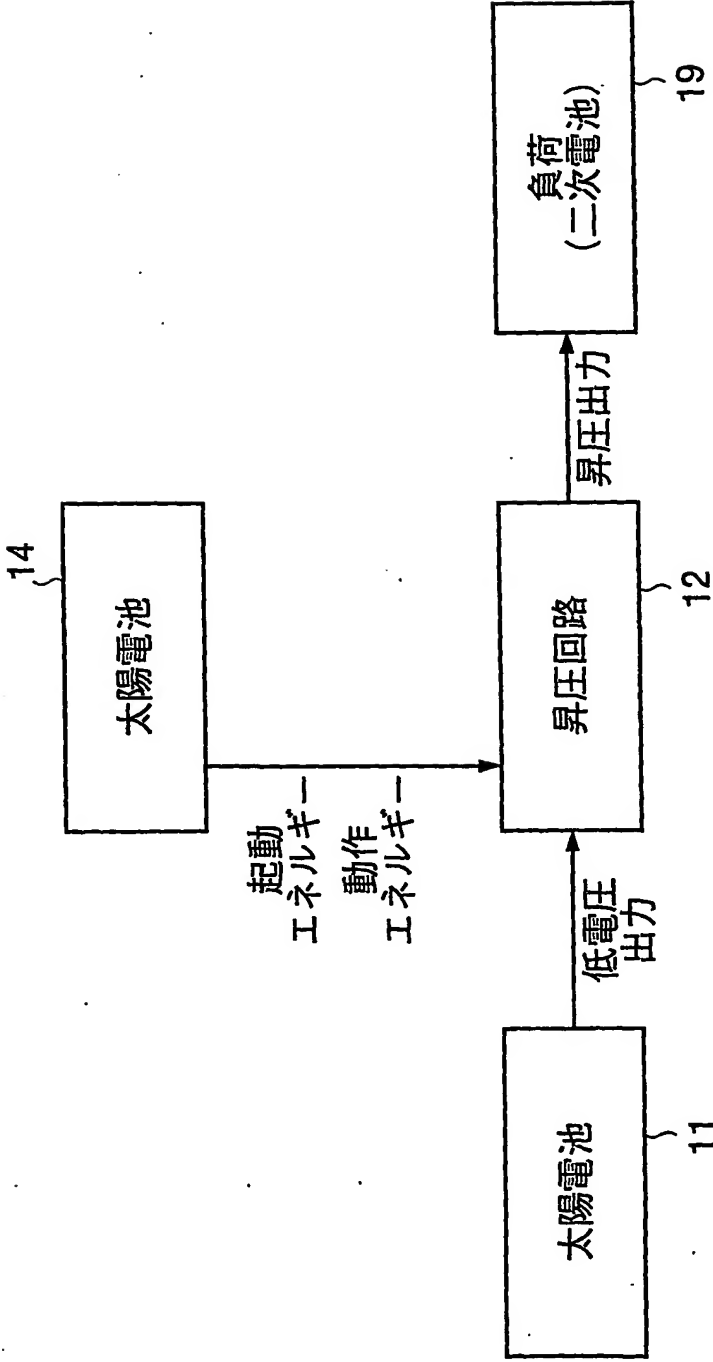 14
太陽電池
起動
エネルギー
動作
エネルギー
太陽電池
11
低電圧
出力
昇圧回路
12
昇圧出力
負荷
(二次電池)
19